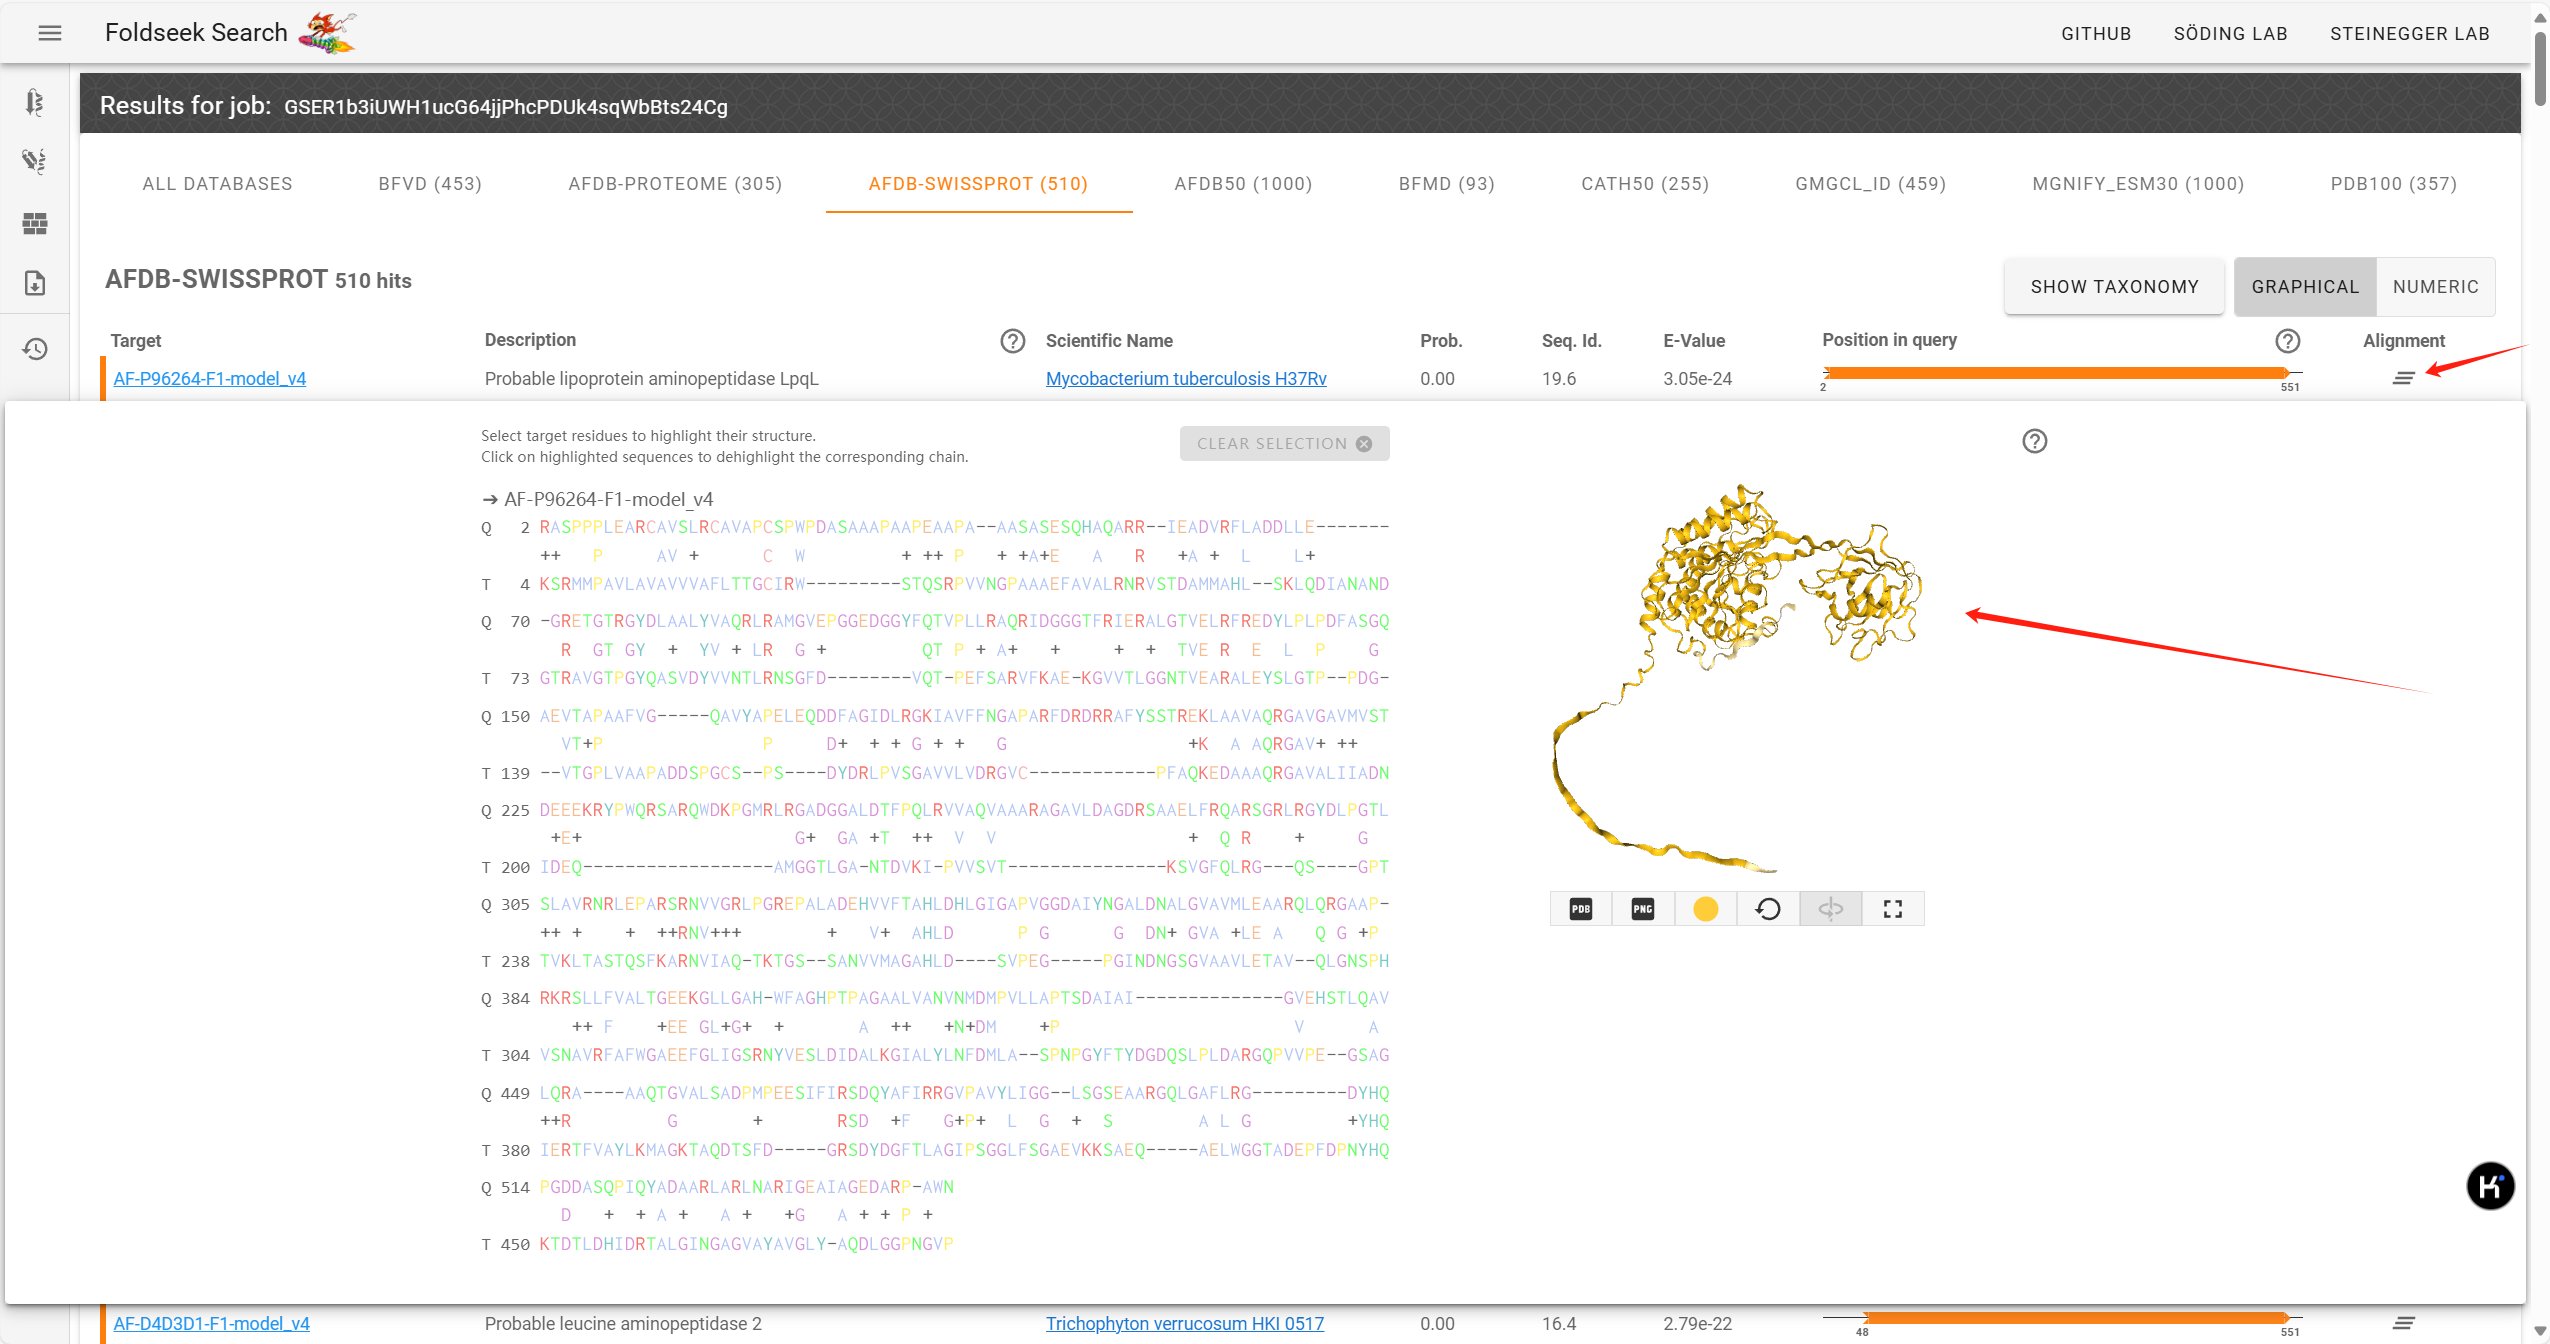 Foldseek Search
GITHUB
SÖDING LAB
STEINEGGER LAB
Results for job: GSER1b3iUWH1ucG64jjPhcPDUk4sqWbBts24Cg
ALL DATABASES
BFVD (453)
AFDB-PROTEOME (305)
AFDB-SWISSPROT (510)
AFDB50 (1000)
BFMD (93)
CATH50 (255)
GMGCL_ID (459)
MGNIFY_ESM30 (1000)
PDB100 (357)
AFDB-SWISSPROT 510 hits
SHOW TAXONOMY
GRAPHICAL
NUMERIC
Target Description Scientific Name Prob. Seq. Id. E-Value Position in query Alignment
AF-P96264-F1-model_v4 Probable lipoprotein aminopeptidase LpqL Mycobacterium tuberculosis H37Rv 0.00 19.6 3.05e-24
2 551
Select target residues to highlight their structure.
Click on highlighted sequences to dehighlight the corresponding chain.
CLEAR SELECTION
➔ AF-P96264-F1-model_v4
Q   2 RASPPPLEARCAVSLRCAVAPCSPWPDASAAAPAAPEAAPA--AASASESQHAQARR--IEADVRFLADDLLE-------
      ++   P     AV +      C  W         + ++ P   + +A+E   A   R   +A +  L    L+
T   4 KSRMMPAVLAVAVVVAFLTTGCIRW---------STQSRPVVNGPAAAEFAVALRNRVSTDAMMAHL--SKLQDIANAND
Q  70 -GRETGTRGYDLAALYVAQRLRAMGVEPGGEDGGYFQTVPLLRAQRIDGGGTFRIERALGTVELRFREDYLPLPDFASGQ
        R  GT GY  +  YV + LR  G +         QT P + A+   +     +  +  TVE R  E  L  P    G
T  73 GTRAVGTPGYQASVDYVVNTLRNSGFD--------VQT-PEFSARVFKAE-KGVVTLGGNTVEARALEYSLGTP--PDG-
Q 150 AEVTAPAAFVG-----QAVYAPELEQDDFAGIDLRGKIAVFFNGAPARFDRDRRAFYSSTREKLAAVAQRGAVGAVMVST
        VT+P               P     D+  + + G + +   G                 +K  A AQRGAV+ ++
T 139 --VTGPLVAAPADDSPGCS--PS----DYDRLPVSGAVVLVDRGVC------------PFAQKEDAAAQRGAVALIIADN
Q 225 DEEEKRYPWQRSARQWDKPGMRLRGADGGALDTFPQLRVVAQVAAARAGAVLDAGDRSAAELFRQARSGRLRGYDLPGTL
       +E+                    G+  GA +T  ++  V  V                  +  Q R    +     G
T 200 IDEQ------------------AMGGTLGA-NTDVKI-PVVSVT---------------KSVGFQLRG---QS----GPT
Q 305 SLAVRNRLEPARSRNVVGRLPGREPALADEHVVFTAHLDHLGIGAPVGGDAIYNGALDNALGVAVMLEAARQLQRGAAP-
      ++ +    +  ++RNV+++        +   V+  AHLD      P G      G  DN+ GVA +LE A   Q G +P
T 238 TVKLTASTQSFKARNVIAQ-TKTGS--SANVVMAGAHLD----SVPEG-----PGINDNGSGVAAVLETAV--QLGNSPH
Q 384 RKRSLLFVALTGEEKGLLGAH-WFAGHPTPAGAALVANVNMDMPVLLAPTSDAIAI--------------GVEHSTLQAV
         ++ F    +EE GL+G+  +       A  ++   +N+DM    +P                      V      A
T 304 VSNAVRFAFWGAEEFGLIGSRNYVESLDIDALKGIALYLNFDMLA--SPNPGYFTYDGDQSLPLDARGQPVVPE--GSAG
Q 449 LQRA----AAQTGVALSADPMPEESIFIRSDQYAFIRRGVPAVYLIGG--LSGSEAARGQLGAFLRG---------DYHQ
      ++R         G       +       RSD  +F   G+P+  L  G  +  S        A L G         +YHQ
T 380 IERTFVAYLKMAGKTAQDTSFD-----GRSDYDGFTLAGIPSGGLFSGAEVKKSAEQ-----AELWGGTADEPFDPNYHQ
Q 514 PGDDASQPIQYADAARLARLNARIGEAIAGEDARP-AWN
        D   +  + A +   A +   +G   A + + P +
T 450 KTDTLDHIDRTALGINGAGVAYAVGLY-AQDLGGPNGVP
PDB
PNG
AF-D4D3D1-F1-model_v4 Probable leucine aminopeptidase 2 Trichophyton verrucosum HKI 0517 0.00 16.4 2.79e-22
48 551